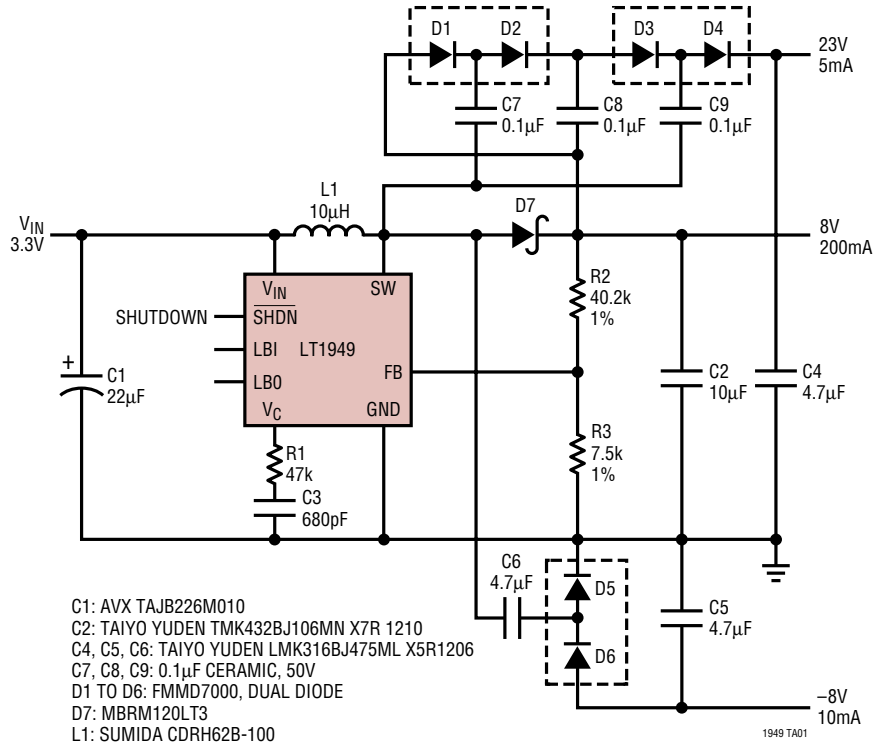 D1
D2
D3
D4
23V
5mA
C7
0.1µF
C8
0.1µF
C9
0.1µF
L1
10µH
D7
VIN
3.3V
8V
200mA
VIN
SW
SHUTDOWN
SHDN
LBI
LT1949
LB0
FB
VC
GND
R2
40.2k
1%
+
C1
22µF
C2
10µF
C4
4.7µF
R1
47k
R3
7.5k
1%
C3
680pF
C6
4.7µF
D5
D6
C5
4.7µF
–8V
10mA
C1: AVX TAJB226M010
C2: TAIYO YUDEN TMK432BJ106MN X7R 1210
C4, C5, C6: TAIYO YUDEN LMK316BJ475ML X5R1206
C7, C8, C9: 0.1µF CERAMIC, 50V
D1 TO D6: FMMD7000, DUAL DIODE
D7: MBRM120LT3
L1: SUMIDA CDRH62B-100
1949 TA01